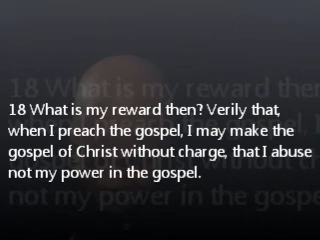 18 What is my reward then? Verily that,
when I preach the gospel, I may make the
gospel of Christ without charge, that I abuse
not my power in the gospel.